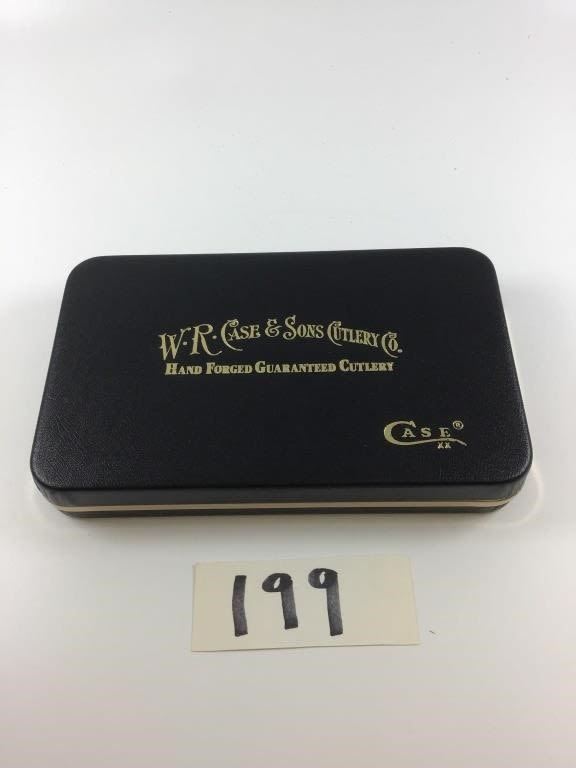 W.R. CASE & SONS CUTLERY CO.
HAND FORGED GUARANTEED CUTLERY
CASE®
XX
199